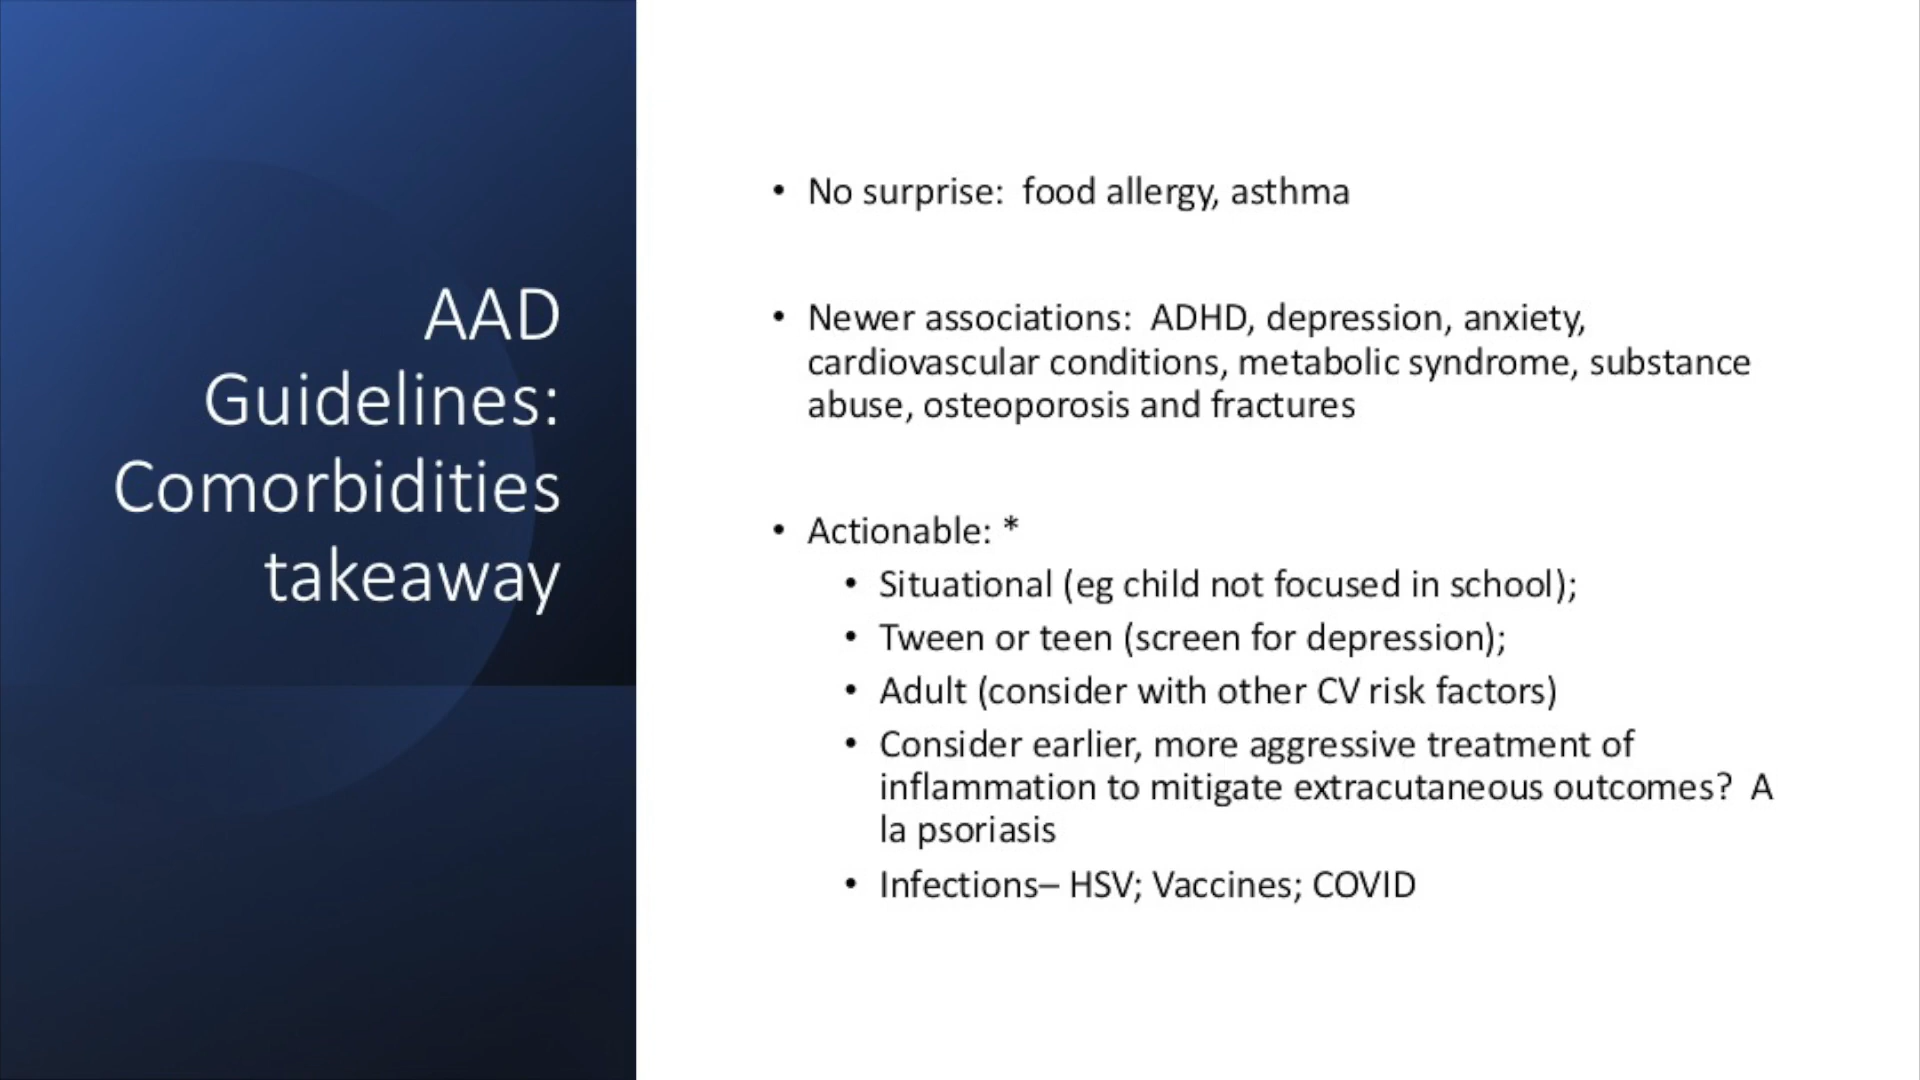 AAD
Guidelines:
Comorbidities
takeaway
• No surprise:  food allergy, asthma
• Newer associations:  ADHD, depression, anxiety,
cardiovascular conditions, metabolic syndrome, substance
abuse, osteoporosis and fractures
• Actionable: *
• Situational (eg child not focused in school);
• Tween or teen (screen for depression);
• Adult (consider with other CV risk factors)
• Consider earlier, more aggressive treatment of
inflammation to mitigate extracutaneous outcomes?  A
la psoriasis
• Infections– HSV; Vaccines; COVID